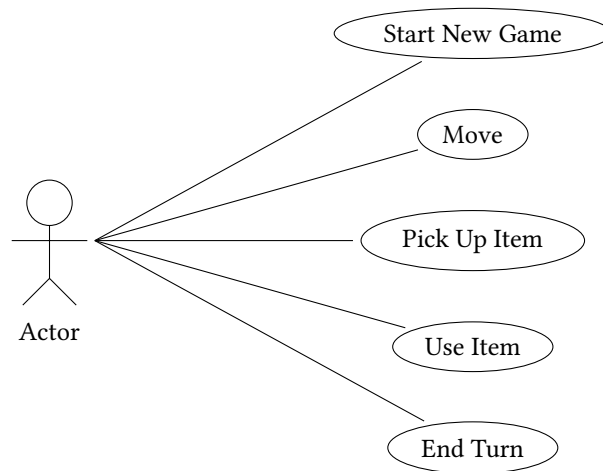 Start New Game
Move
Pick Up Item
Use Item
End Turn
Actor